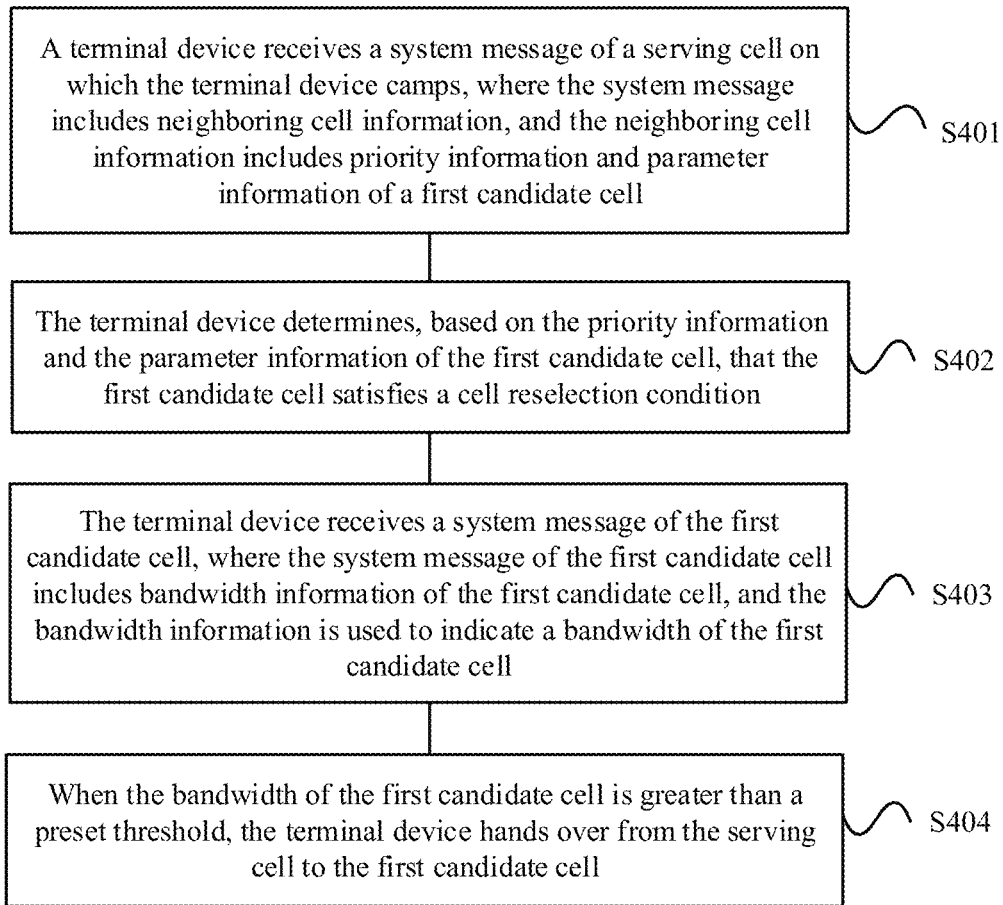 A terminal device receives a system message of a serving cell on
which the terminal device camps, where the system message
includes neighboring cell information, and the neighboring cell
information includes priority information and parameter
information of a first candidate cell
S401
The terminal device determines, based on the priority information
and the parameter information of the first candidate cell, that the
first candidate cell satisfies a cell reselection condition
S402
The terminal device receives a system message of the first
candidate cell, where the system message of the first candidate cell
includes bandwidth information of the first candidate cell, and the
bandwidth information is used to indicate a bandwidth of the first
candidate cell
S403
When the bandwidth of the first candidate cell is greater than a
preset threshold, the terminal device hands over from the serving
cell to the first candidate cell
S404